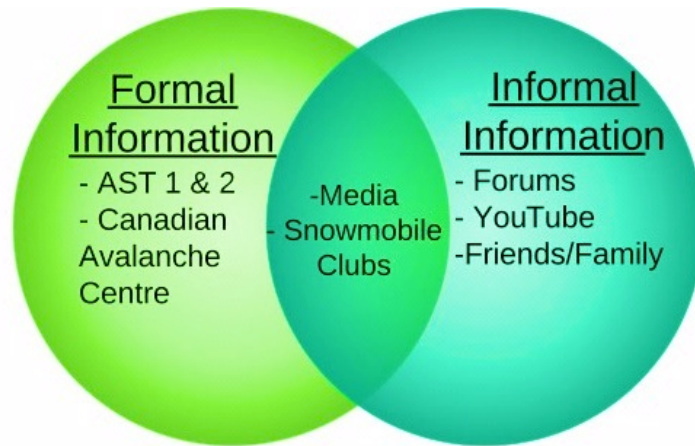 Formal
Information
- AST 1 & 2
- Canadian
Avalanche
Centre
-Media
- Snowmobile
Clubs
Informal
Information
- Forums
- YouTube
-Friends/Family